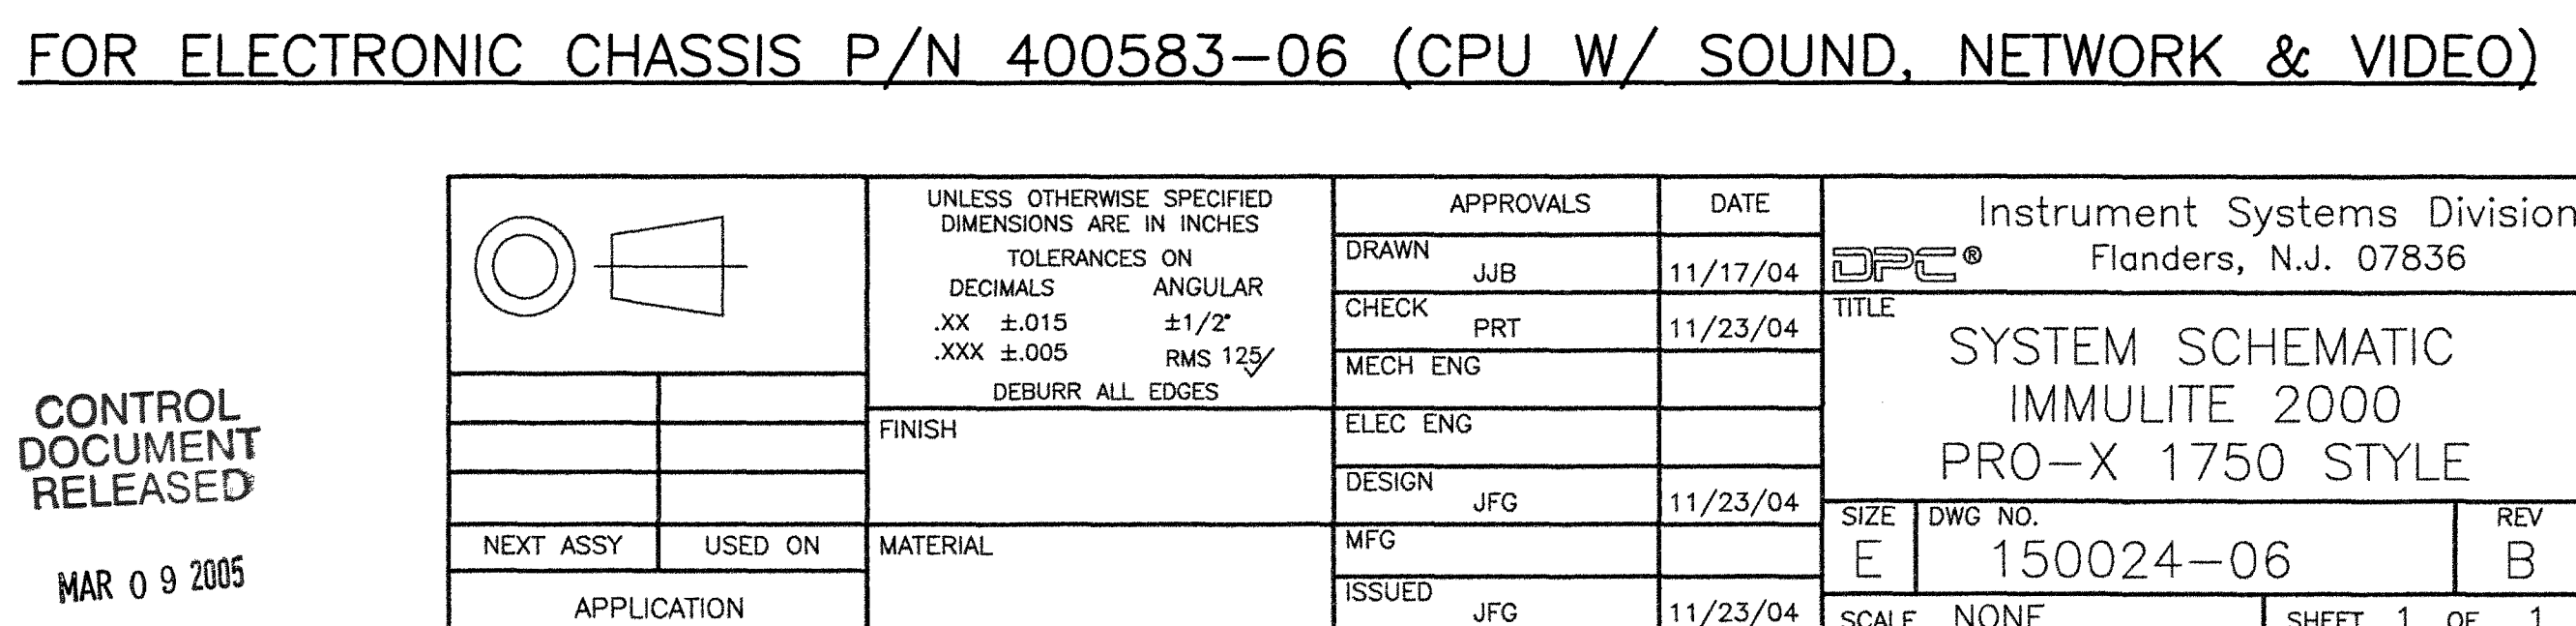 FOR ELECTRONIC CHASSIS P/N 400583-06 (CPU W/ SOUND, NETWORK & VIDEO)
CONTROL
DOCUMENT
RELEASED
MAR 09 2005
NEXT ASSY USED ON
APPLICATION
UNLESS OTHERWISE SPECIFIED
DIMENSIONS ARE IN INCHES
TOLERANCES ON
DECIMALS ANGULAR
.XX ±.015 ±1/2°
.XXX ±.005 RMS 125/
DEBURR ALL EDGES
FINISH
MATERIAL
APPROVALS DATE
DRAWN JJB 11/17/04
CHECK PRT 11/23/04
MECH ENG
ELEC ENG
DESIGN JFG 11/23/04
MFG
ISSUED JFG 11/23/04
Instrument Systems Division
DPC® Flanders, N.J. 07836
TITLE
SYSTEM SCHEMATIC
IMMULITE 2000
PRO-X 1750 STYLE
SIZE DWG NO. REV
E 150024-06 B
SCALE NONE SHEET 1 OF 1